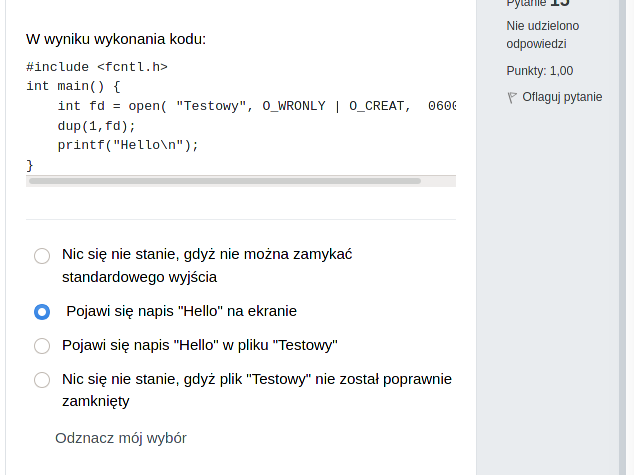 Pytanie 15
Nie udzielono
odpowiedzi
Punkty: 1,00
Oflaguj pytanie
W wyniku wykonania kodu:
#include <fcntl.h>
int main() {
    int fd = open( "Testowy", O_WRONLY | O_CREAT,  0600
    dup(1,fd);
    printf("Hello\n");
}
Nic się nie stanie, gdyż nie można zamykać
standardowego wyjścia
Pojawi się napis "Hello" na ekranie
Pojawi się napis "Hello" w pliku "Testowy"
Nic się nie stanie, gdyż plik "Testowy" nie został poprawnie
zamknięty
Odznacz mój wybór